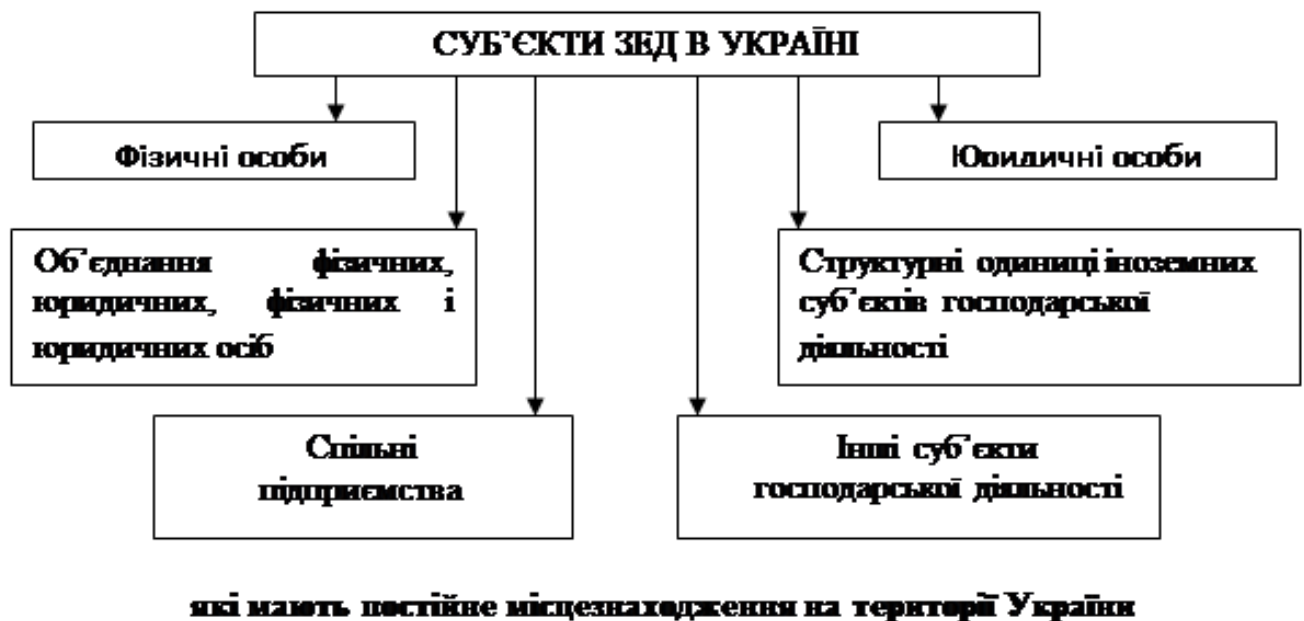 СУБ’ЄКТИ ЗЕД В УКРАЇНІ
Фізичні особи
Юридичні особи
Об’єднання фізичних,
юридичних, фізичних і
юридичних осіб
Структурні одиниці іноземних
суб’єктів господарської
діяльності
Спільні
підприємства
Інші суб’єкти
господарської діяльності
які мають постійне місцезнаходження на території України